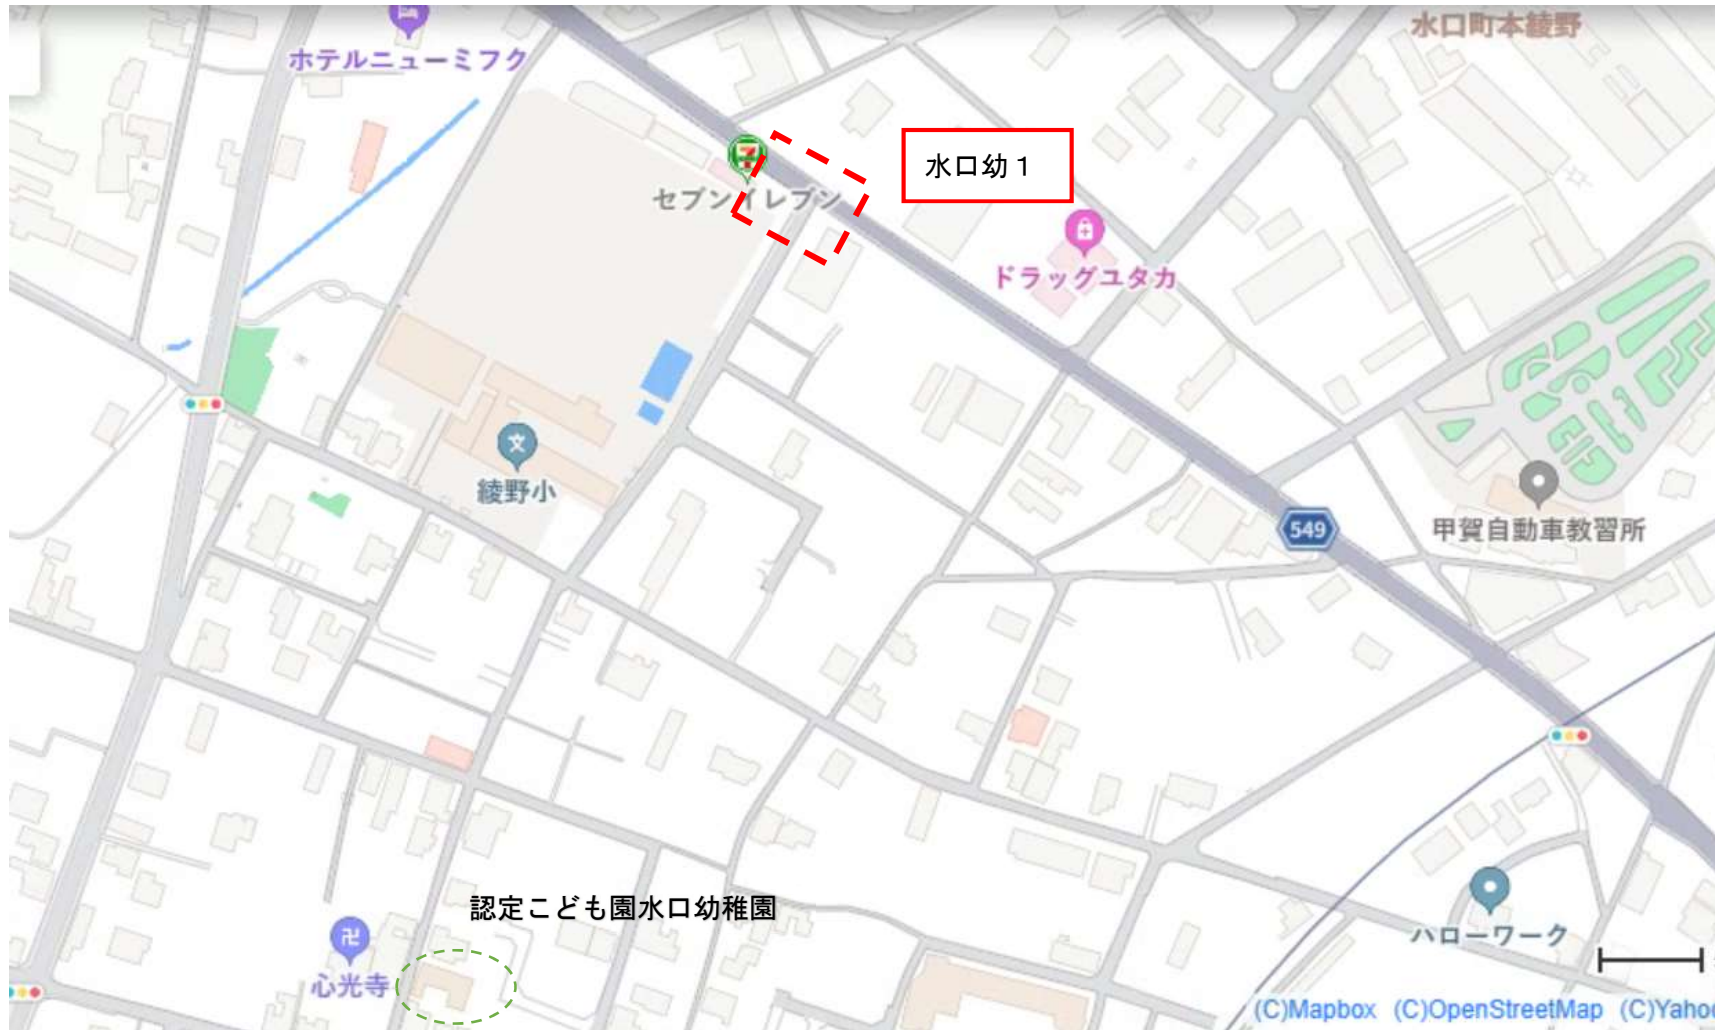 水口町本綾野
ホテルニューミフク
水口幼１
セブンイレブン
ドラッグユタカ
文
綾野小
549
甲賀自動車教習所
認定こども園水口幼稚園
卍
心光寺
ハローワーク
(C)Mapbox (C)OpenStreetMap (C)Yahoo